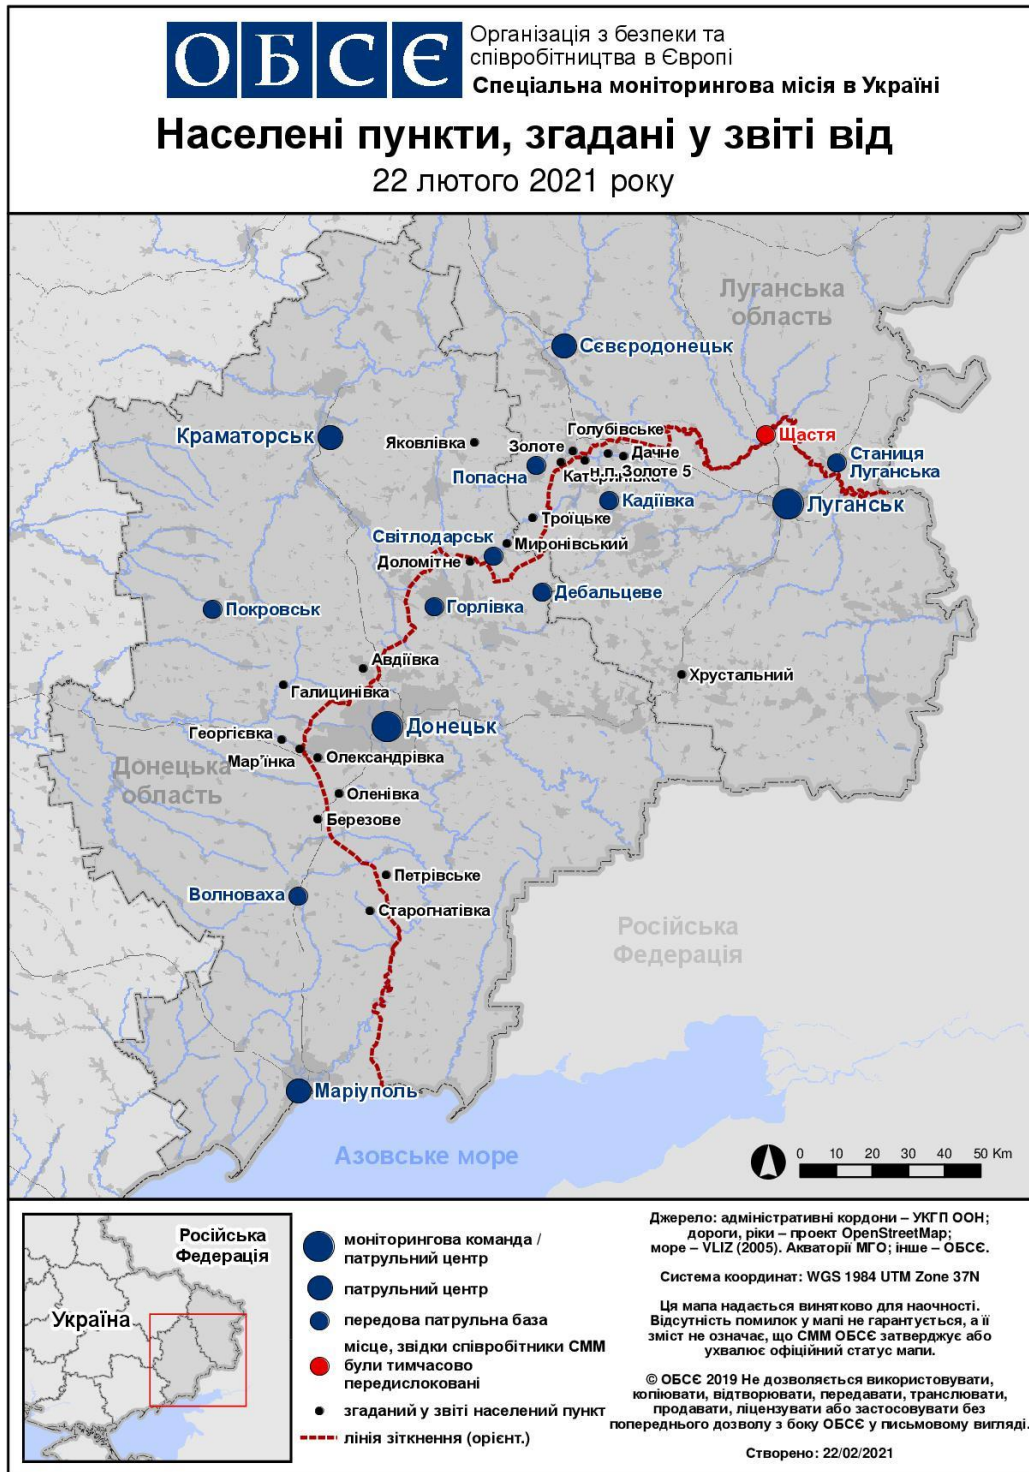 ОБСЄ
Організація з безпеки та
співробітництва в Європі
Спеціальна моніторингова місія в Україні
Населені пункти, згадані у звіті від
22 лютого 2021 року
Луганська
область
Сєвєродонецьк
Краматорськ
Яковлівка
Голубівське
Золоте
Дачне
Щастя
Станиця
Луганська
Попасна
Катеринівка
н.п. Золоте 5
Кадіївка
Луганськ
Троїцьке
Світлодарськ
Миронівський
Доломітне
Дебальцеве
Покровськ
Горлівка
Авдіївка
Хрустальний
Галицинівка
Донецьк
Георгієвка
Мар'їнка
Олександрівка
Донецька
область
Оленівка
Березове
Петрівське
Волноваха
Старогнатівка
Російська
Федерація
Маріуполь
Азовське море
0 10 20 30 40 50 Km
Російська
Федерація
Україна
моніторингова команда /
патрульний центр
патрульний центр
передова патрульна база
місце, звідки співробітники СММ
були тимчасово
передислоковані
згаданий у звіті населений пункт
лінія зіткнення (орієнт.)
Джерело: адміністративні кордони – УКГП ООН;
дороги, ріки – проект OpenStreetMap;
море – VLIZ (2005). Акваторії МГО; інше – ОБСЄ.
Система координат: WGS 1984 UTM Zone 37N
Ця мапа надається винятково для наочності.
Відсутність помилок у мапі не гарантується, а її
зміст не означає, що СММ ОБСЄ затверджує або
ухвалює офіційний статус мапи.
© ОБСЄ 2019 Не дозволяється використовувати,
копіювати, відтворювати, передавати, транслювати,
продавати, ліцензувати або застосовувати без
попереднього дозволу з боку ОБСЄ у письмовому вигляді.
Створено: 22/02/2021